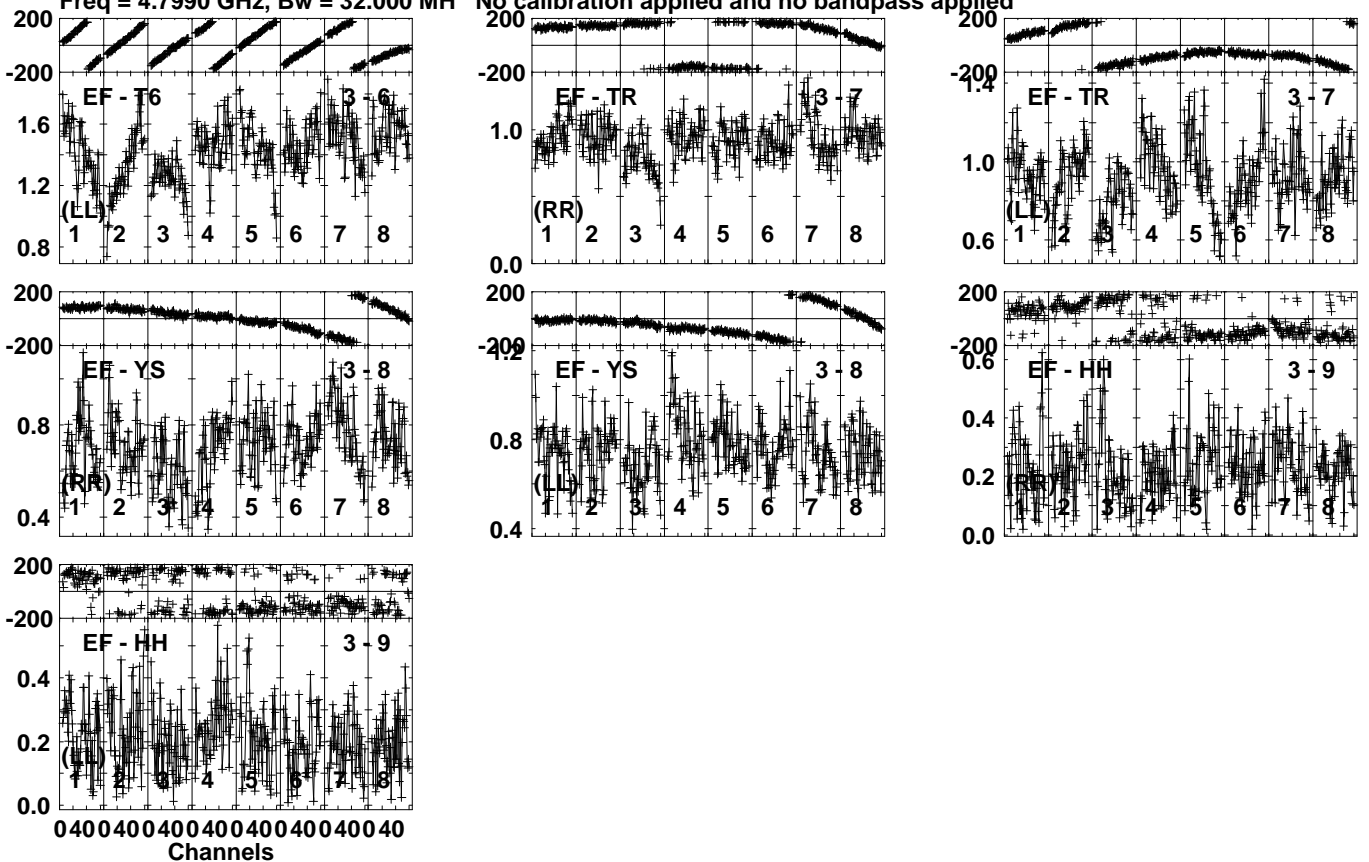 Freq = 4.7990 GHz, Bw = 32.000 MH No calibration applied and no bandpass applied
200
-200
EF - T6 3 - 6
1.6
1.2
0.8
(LL)
1 2 3 4 5 6 7 8
200
-200
EF - TR 3 - 7
1.0
0.0
(RR)
1 2 3 4 5 6 7 8
200
-200
1.4
EF - TR 3 - 7
1.0
0.6
(LL)
1 2 3 4 5 6 7 8
200
-200
EF - YS 3 - 8
0.8
0.4
(RR)
1 2 3 4 5 6 7 8
200
-200
1.2
EF - YS 3 - 8
0.8
0.4
(LL)
1 2 3 4 5 6 7 8
200
-200
0.6
EF - HH 3 - 9
0.4
0.2
0.0
(RR)
1 2 3 4 5 6 7 8
200
-200
EF - HH 3 - 9
0.4
0.2
0.0
(LL)
1 2 3 4 5 6 7 8
0 40 0 40 0 40 0 40 0 40 0 40 0 40 0 40
Channels